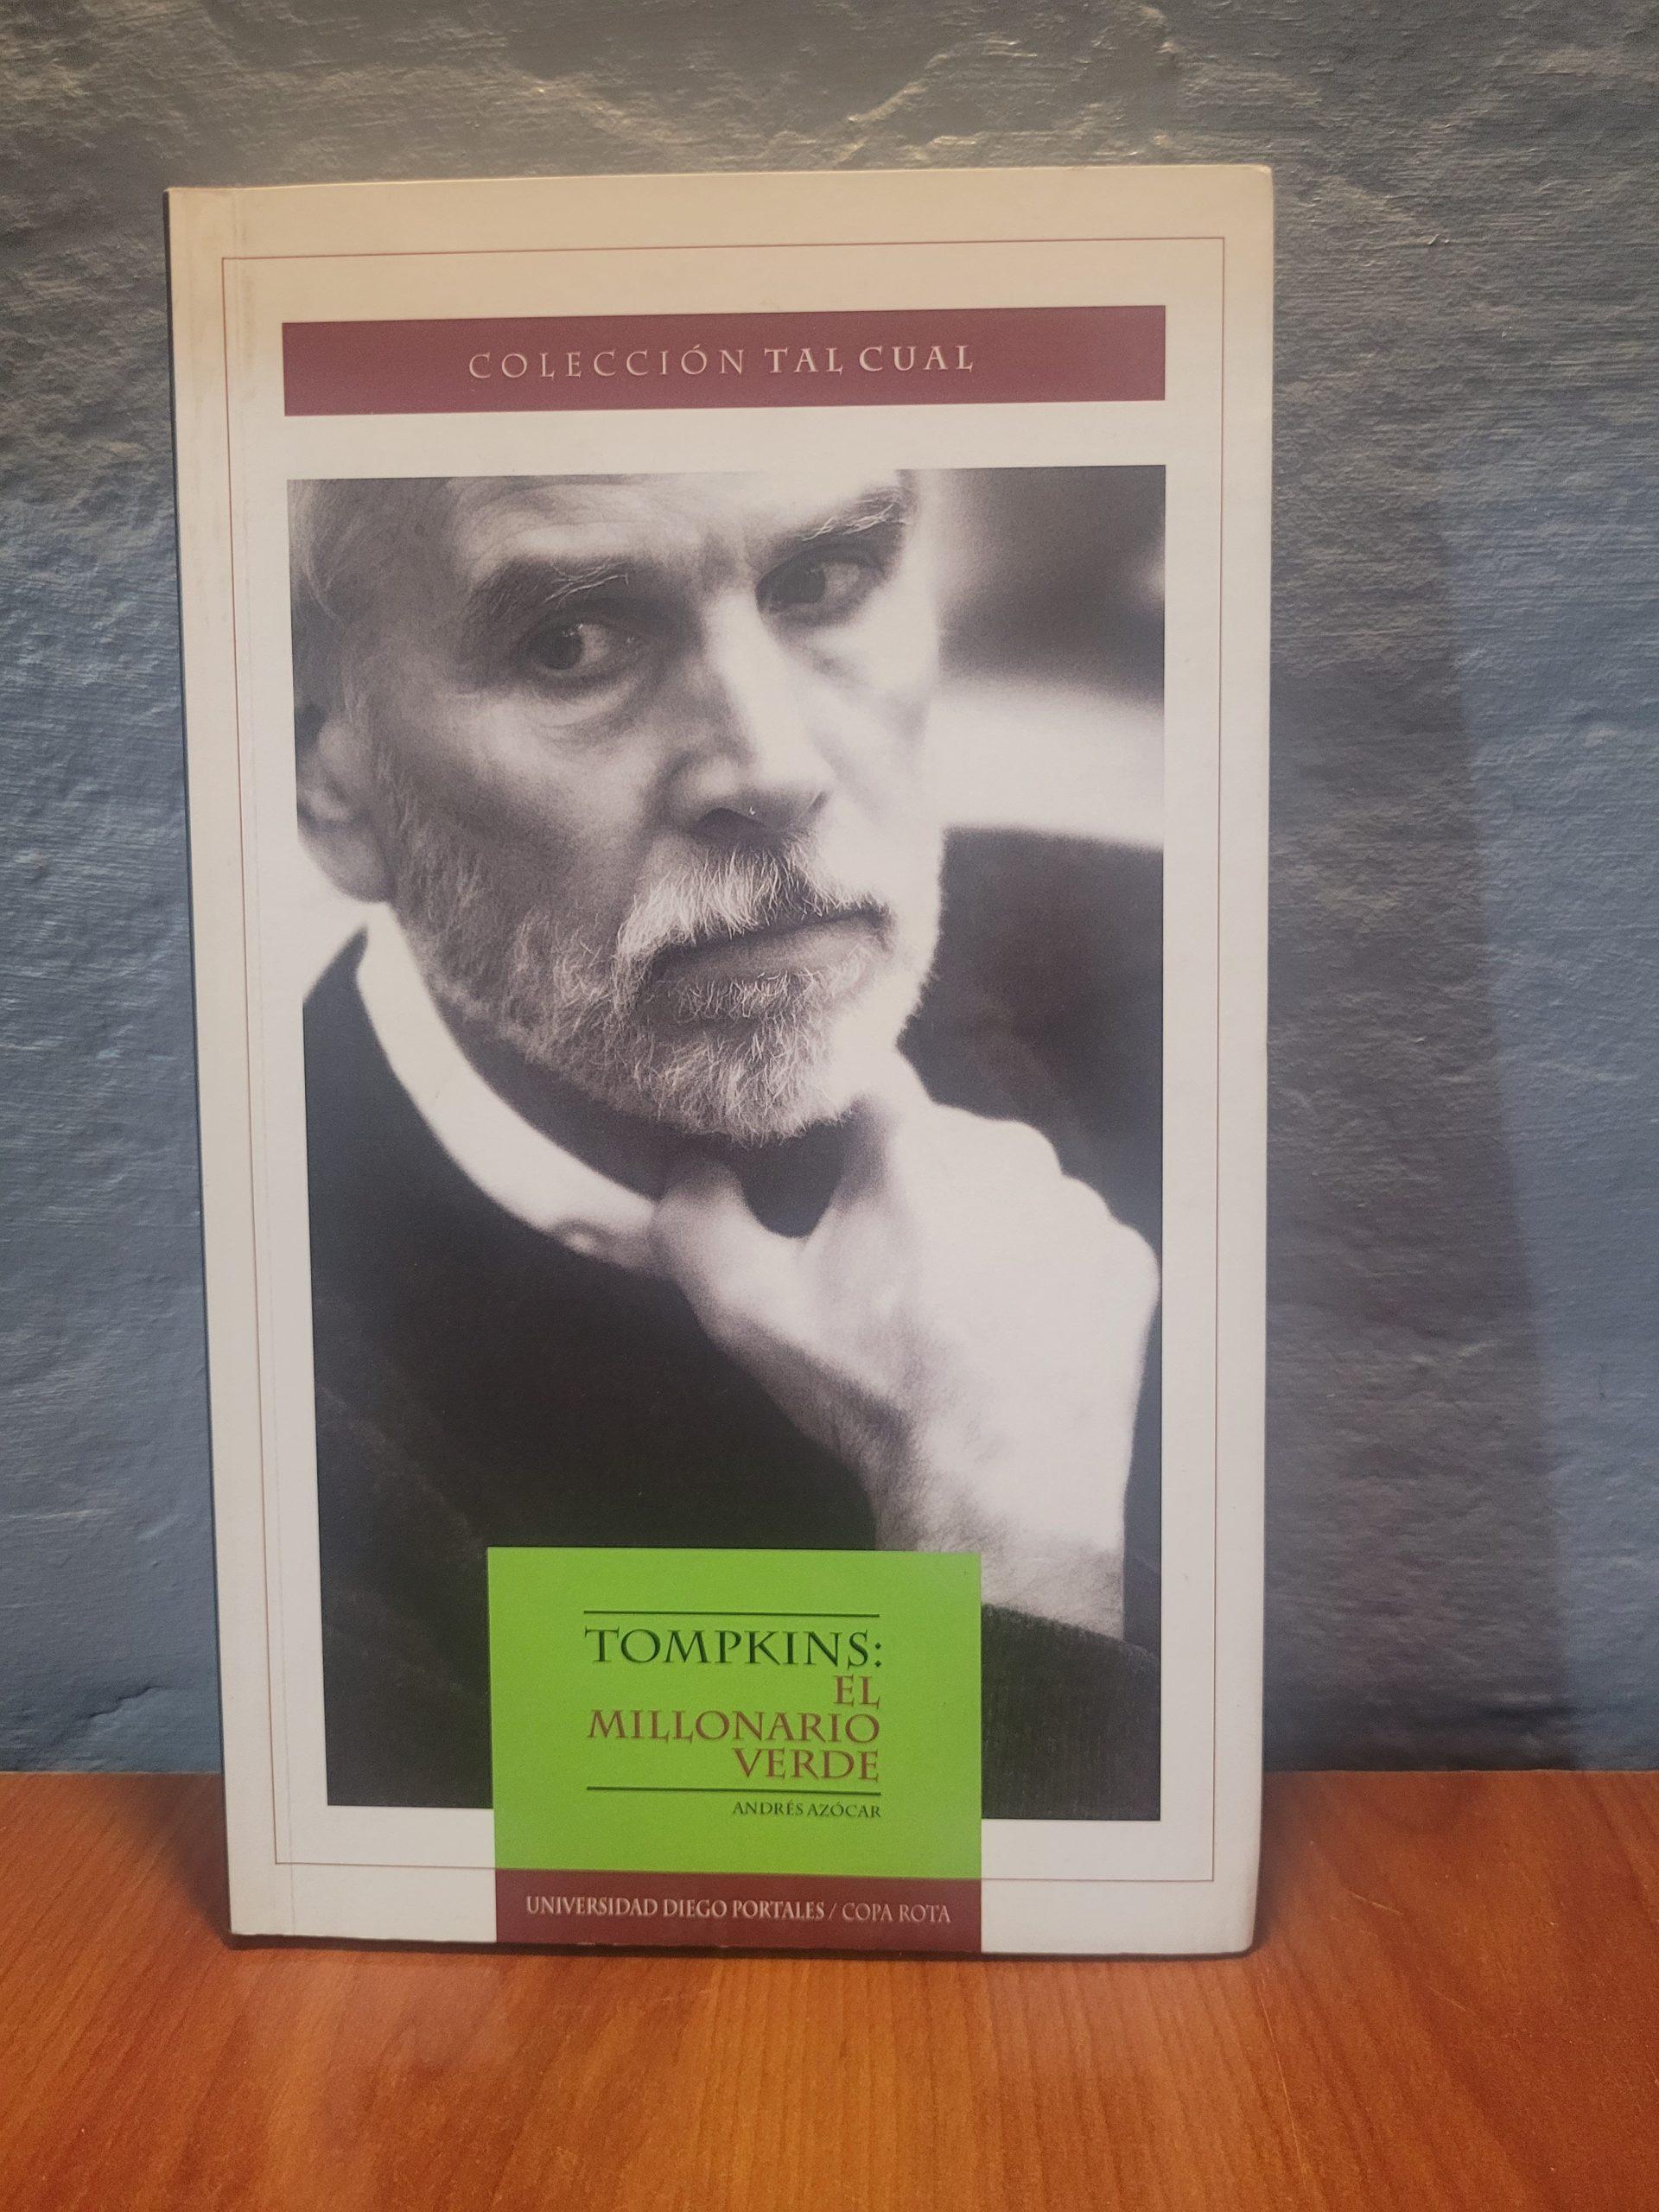 COLECCIÓN TAL CUAL
TOMPKINS:
EL
MILLONARIO
VERDE
ANDRÉS AZÓCAR
UNIVERSIDAD DIEGO PORTALES / COPA ROTA